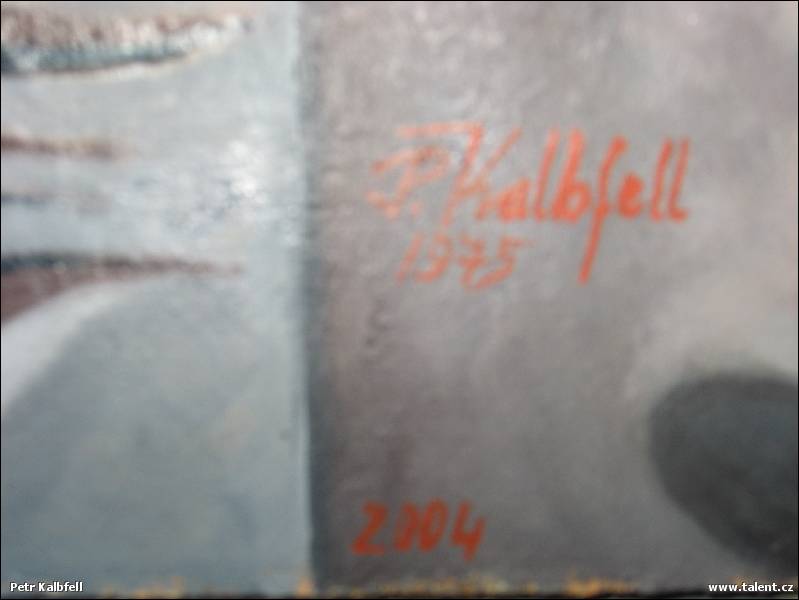 P. Kalbfell
1975
2004
Petr Kalbfell
www.talent.cz